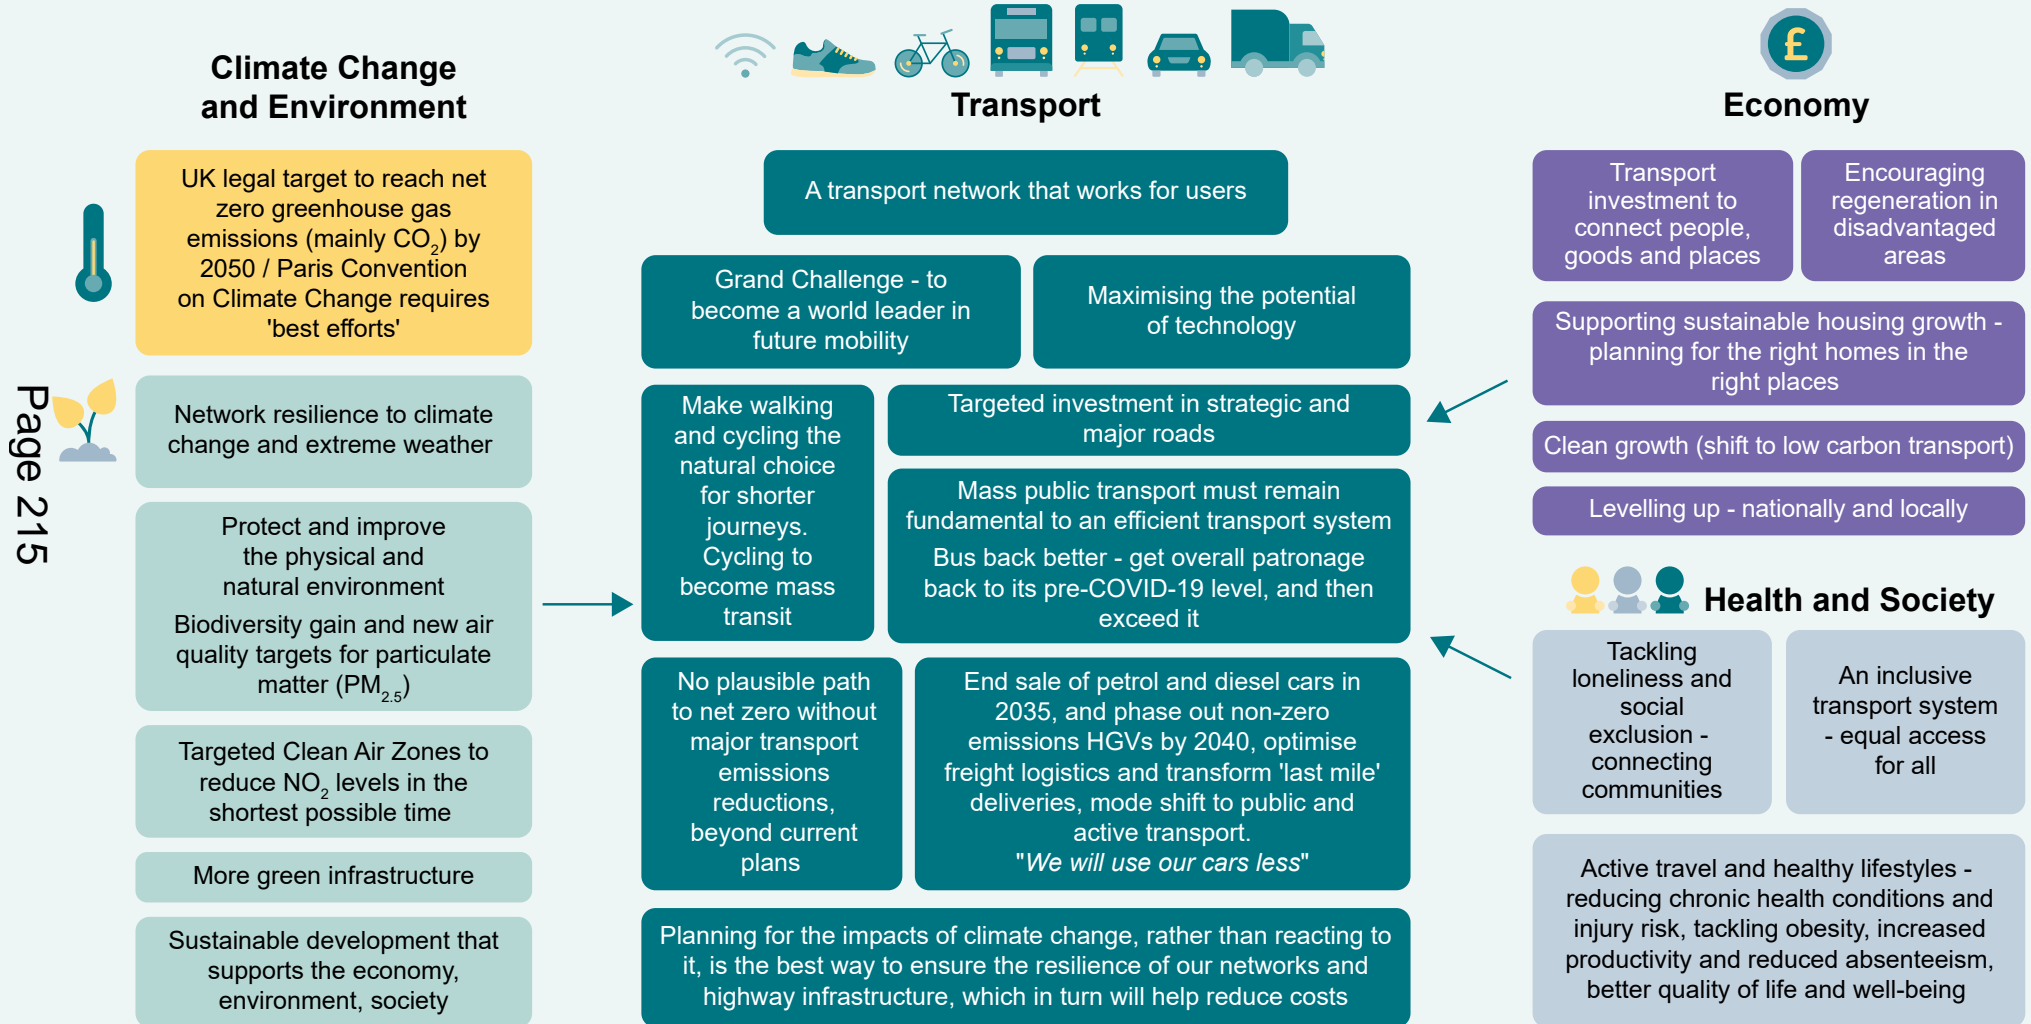 Climate Change
and Environment
UK legal target to reach net
zero greenhouse gas
emissions (mainly CO2) by
2050 / Paris Convention
on Climate Change requires
'best efforts'
Network resilience to climate
change and extreme weather
Protect and improve
the physical and
natural environment
Biodiversity gain and new air
quality targets for particulate
matter (PM2.5)
Targeted Clean Air Zones to
reduce NO2 levels in the
shortest possible time
More green infrastructure
Sustainable development that
supports the economy,
environment, society
Page 215
Transport
A transport network that works for users
Grand Challenge - to
become a world leader in
future mobility
Maximising the potential
of technology
Make walking
and cycling the
natural choice
for shorter
journeys.
Cycling to
become mass
transit
Targeted investment in strategic and
major roads
Mass public transport must remain
fundamental to an efficient transport system
Bus back better - get overall patronage
back to its pre-COVID-19 level, and then
exceed it
No plausible path
to net zero without
major transport
emissions
reductions,
beyond current
plans
End sale of petrol and diesel cars in
2035, and phase out non-zero
emissions HGVs by 2040, optimise
freight logistics and transform 'last mile'
deliveries, mode shift to public and
active transport.
"We will use our cars less"
Planning for the impacts of climate change, rather than reacting to
it, is the best way to ensure the resilience of our networks and
highway infrastructure, which in turn will help reduce costs
£
Economy
Transport
investment to
connect people,
goods and places
Encouraging
regeneration in
disadvantaged
areas
Supporting sustainable housing growth -
planning for the right homes in the
right places
Clean growth (shift to low carbon transport)
Levelling up - nationally and locally
Health and Society
Tackling
loneliness and
social
exclusion -
connecting
communities
An inclusive
transport system
- equal access
for all
Active travel and healthy lifestyles -
reducing chronic health conditions and
injury risk, tackling obesity, increased
productivity and reduced absenteeism,
better quality of life and well-being